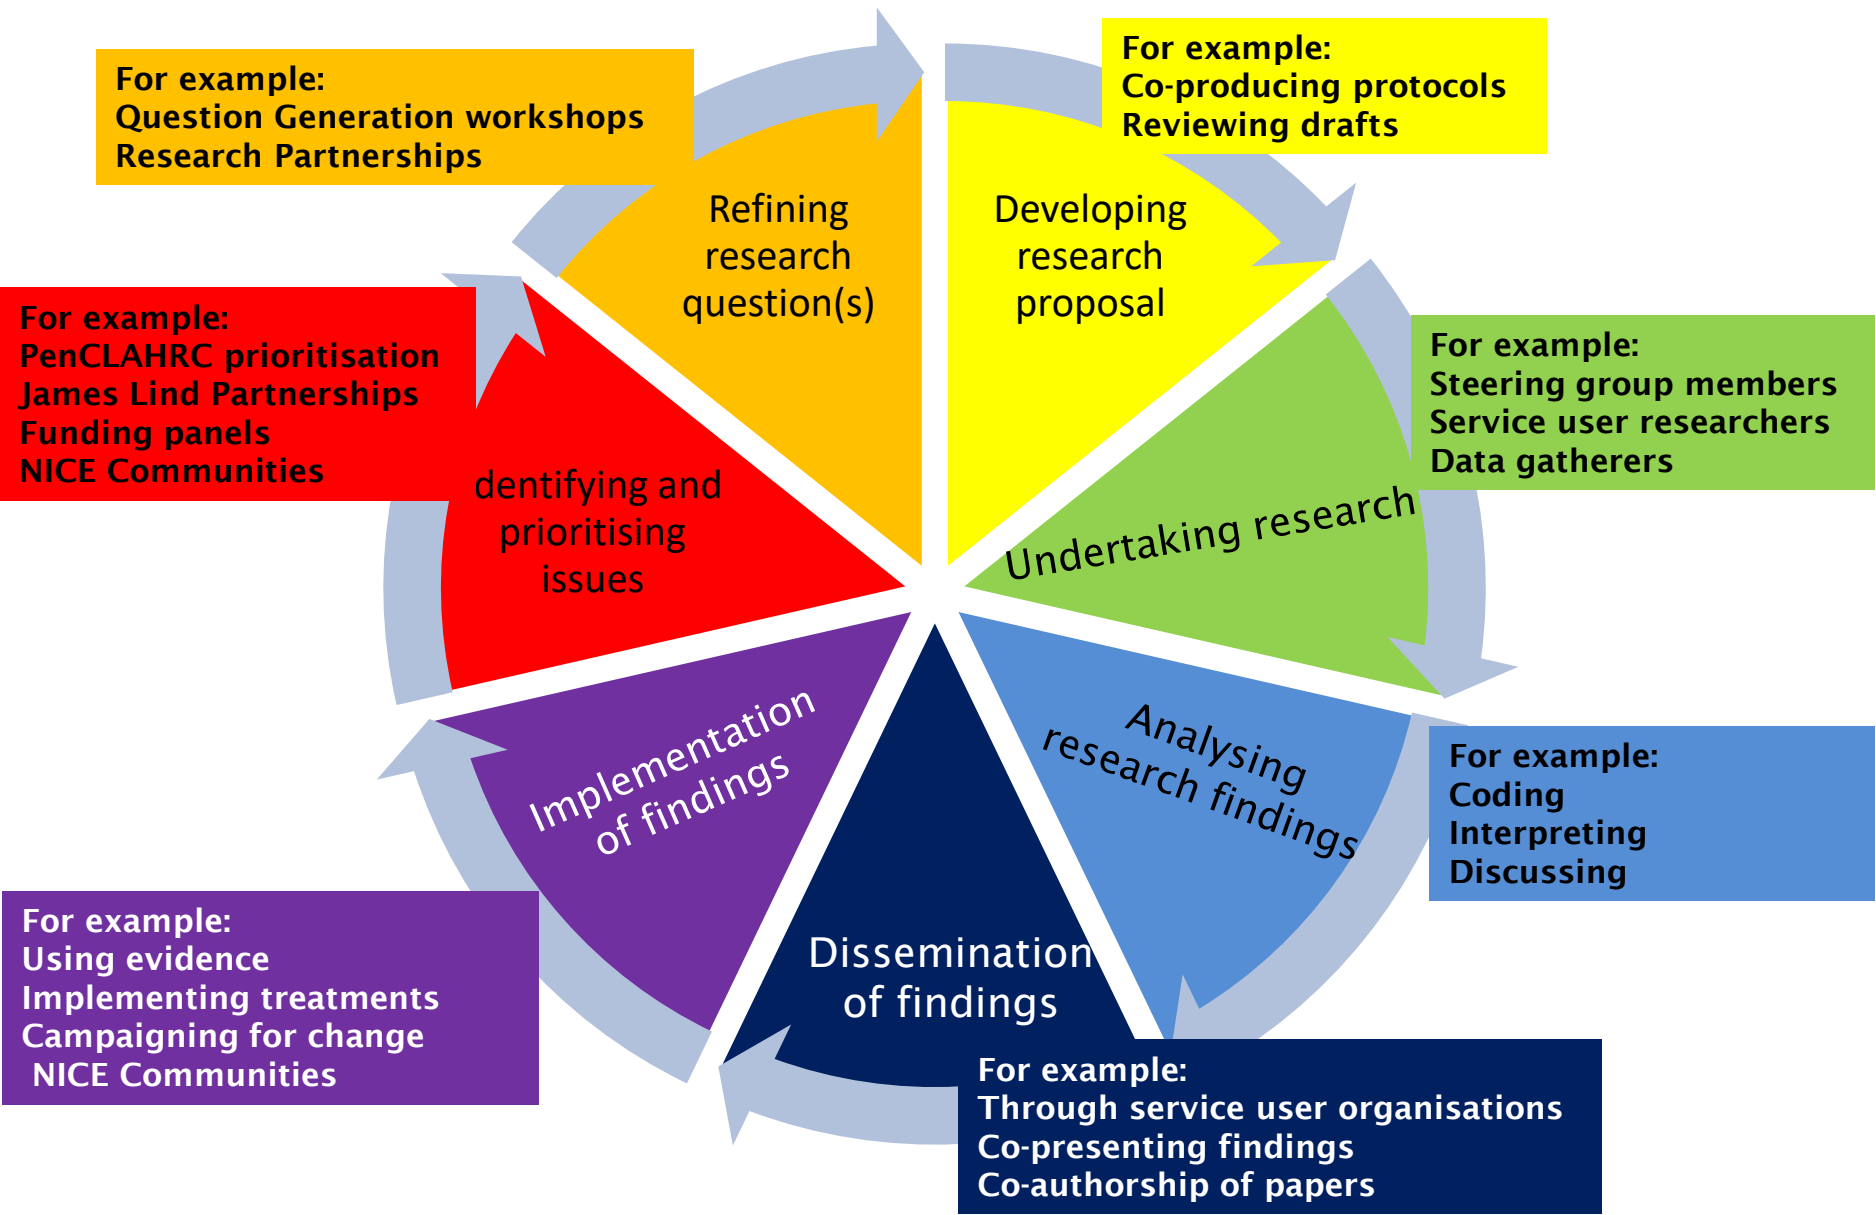 For example:
Question Generation workshops
Research Partnerships
For example:
Co-producing protocols
Reviewing drafts
Refining
research
question(s)
Developing
research
proposal
For example:
PenCLAHRC prioritisation
James Lind Partnerships
Funding panels
NICE Communities
dentifying and
prioritising
issues
For example:
Steering group members
Service user researchers
Data gatherers
Undertaking research
Analysing
research findings
For example:
Coding
Interpreting
Discussing
Implementation
of findings
For example:
Using evidence
Implementing treatments
Campaigning for change
NICE Communities
Dissemination
of findings
For example:
Through service user organisations
Co-presenting findings
Co-authorship of papers